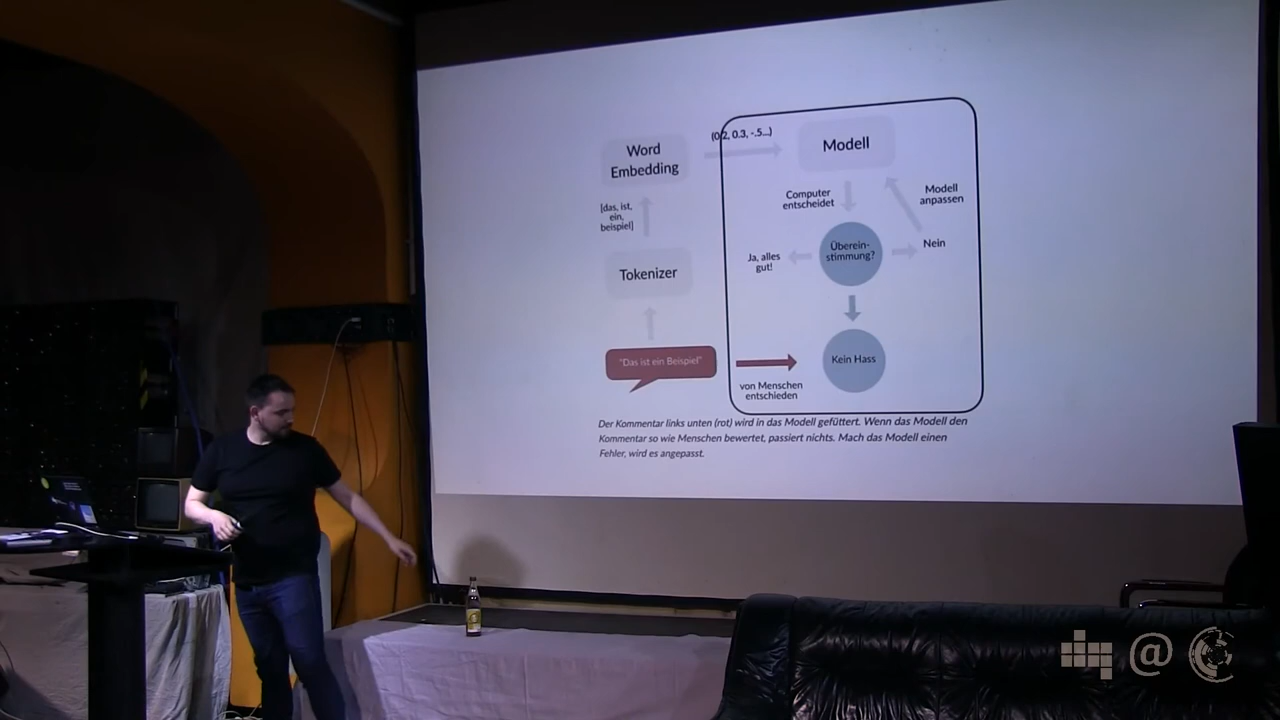 (0.2, 0.3, -.5...)
Word
Embedding
Modell
Computer
entscheidet
Modell
anpassen
[das, ist,
ein,
beispiel]
Überein-
stimmung?
Nein
Ja, alles
gut!
Tokenizer
"Das ist ein Beispiel"
Kein Hass
von Menschen
entschieden
Der Kommentar links unten (rot) wird in das Modell gefüttert. Wenn das Modell den
Kommentar so wie Menschen bewertet, passiert nichts. Mach das Modell einen
Fehler, wird es angepasst.
@